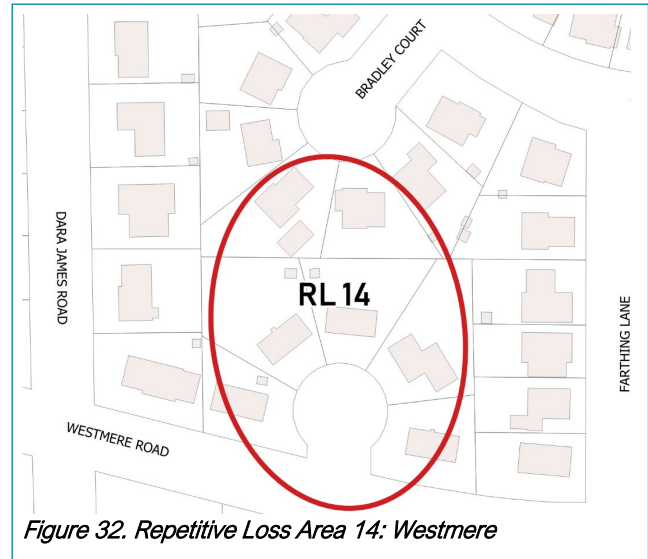 BRADLEY COURT
DARA JAMES ROAD
RL 14
FARTHING LANE
WESTMERE ROAD
Figure 32. Repetitive Loss Area 14: Westmere